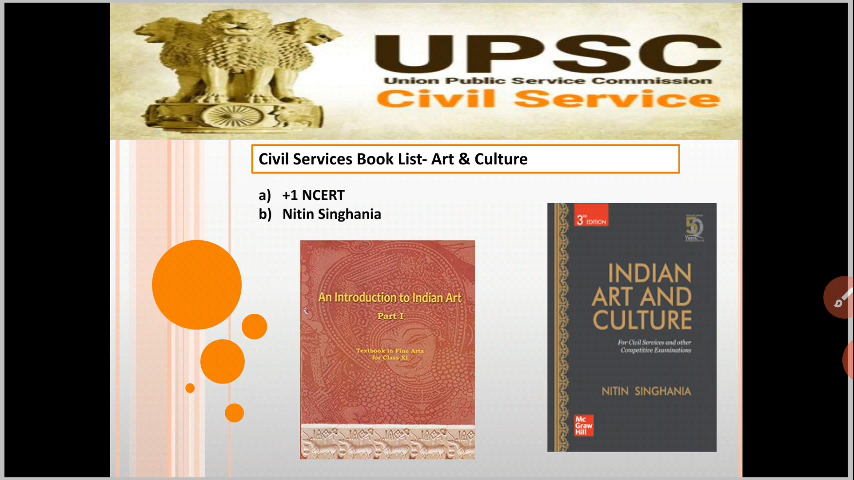 UPSC
Union Public Service Commission
Civil Service
Civil Services Book List- Art & Culture
a) +1 NCERT
b) Nitin Singhania
An Introduction to Indian Art
Part I
Textbook in Fine Arts
for Class XI
3RD EDITION
50
INDIAN
ART AND
CULTURE
For Civil Services and other
Competitive Examinations
NITIN SINGHANIA
Mc
Graw
Hill